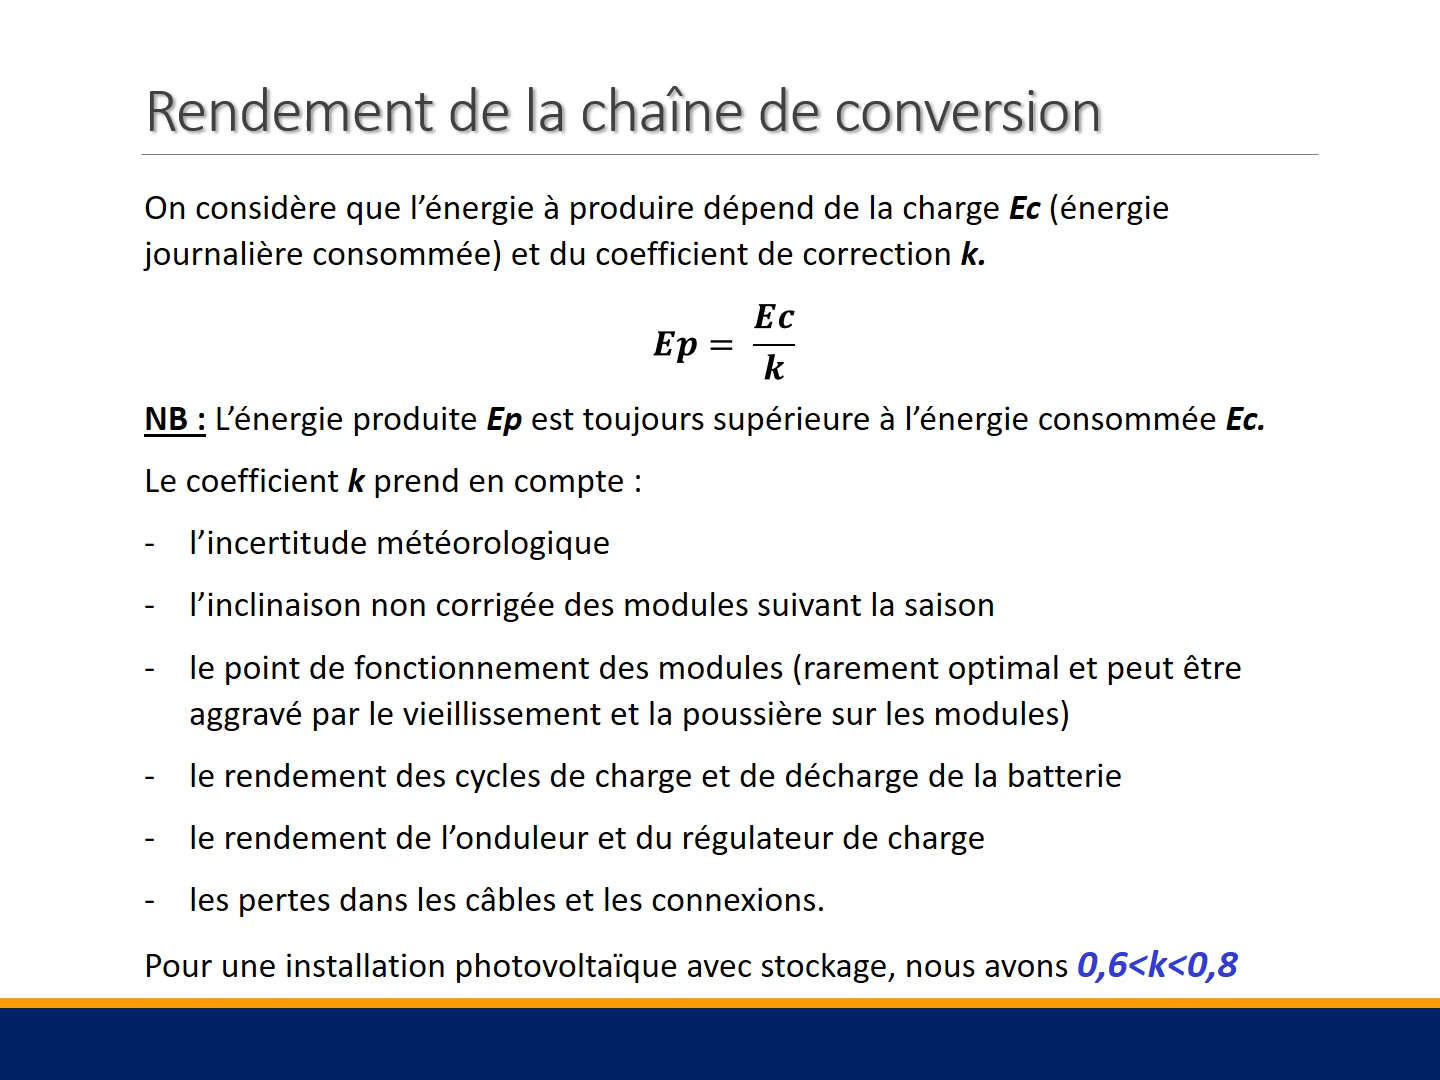 Rendement de la chaîne de conversion
On considère que l’énergie à produire dépend de la charge Ec (énergie
journalière consommée) et du coefficient de correction k.
Ep = Ec / k
NB : L’énergie produite Ep est toujours supérieure à l’énergie consommée Ec.
Le coefficient k prend en compte :
- l’incertitude météorologique
- l’inclinaison non corrigée des modules suivant la saison
- le point de fonctionnement des modules (rarement optimal et peut être
aggravé par le vieillissement et la poussière sur les modules)
- le rendement des cycles de charge et de décharge de la batterie
- le rendement de l’onduleur et du régulateur de charge
- les pertes dans les câbles et les connexions.
Pour une installation photovoltaïque avec stockage, nous avons 0,6<k<0,8